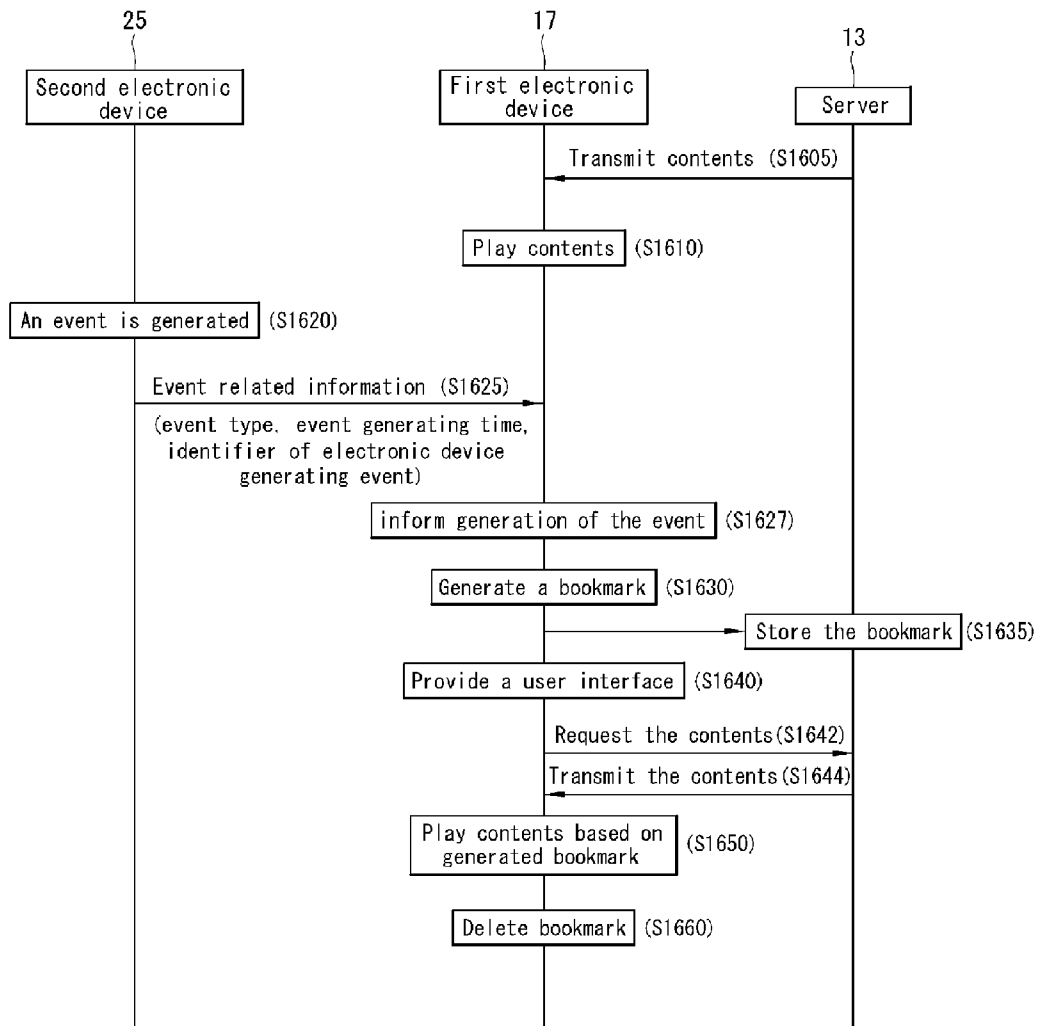 25
17
13
Second electronic
device
First electronic
device
Server
Transmit contents (S1605)
Play contents (S1610)
An event is generated (S1620)
Event related information (S1625)
(event type, event generating time,
identifier of electronic device
generating event)
inform generation of the event (S1627)
Generate a bookmark (S1630)
Store the bookmark (S1635)
Provide a user interface (S1640)
Request the contents(S1642)
Transmit the contents(S1644)
Play contents based on
generated bookmark
(S1650)
Delete bookmark (S1660)